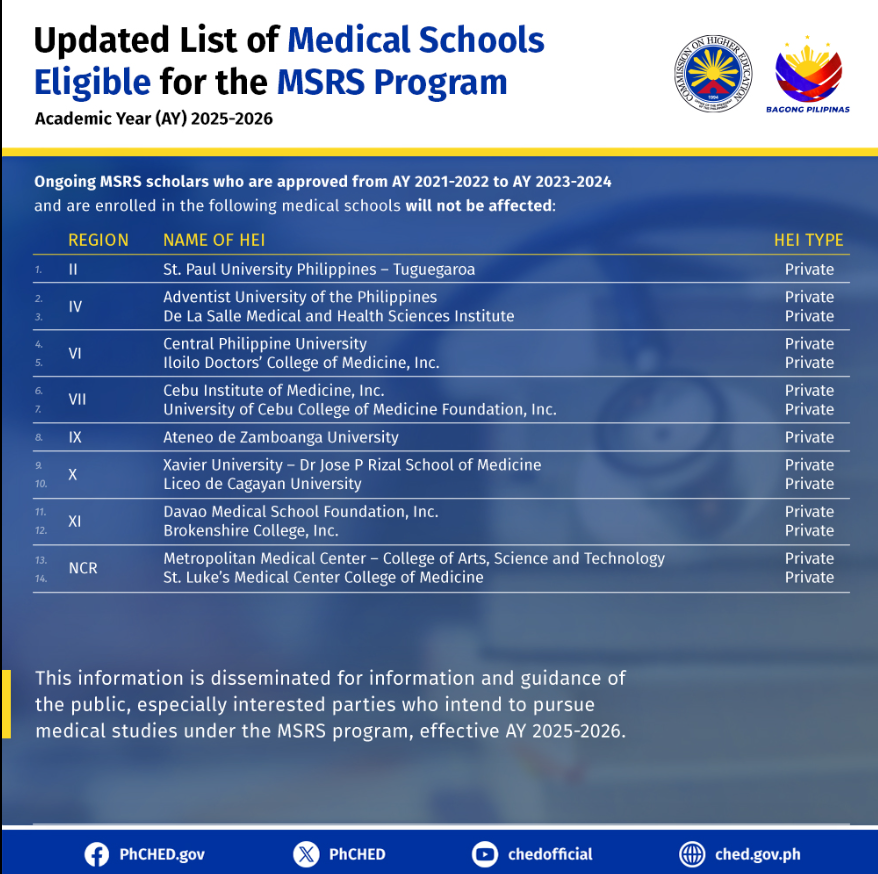 Updated List of Medical Schools
Eligible for the MSRS Program
Academic Year (AY) 2025-2026
COMMISSION ON HIGHER EDUCATION
1994
BAGONG PILIPINAS
Ongoing MSRS scholars who are approved from AY 2021-2022 to AY 2023-2024
and are enrolled in the following medical schools will not be affected:
REGION NAME OF HEI HEI TYPE
1. II St. Paul University Philippines – Tuguegaroa Private
2. IV Adventist University of the Philippines Private
3. De La Salle Medical and Health Sciences Institute Private
4. VI Central Philippine University Private
5. Iloilo Doctors’ College of Medicine, Inc. Private
6. VII Cebu Institute of Medicine, Inc. Private
7. University of Cebu College of Medicine Foundation, Inc. Private
8. IX Ateneo de Zamboanga University Private
9. X Xavier University – Dr Jose P Rizal School of Medicine Private
10. Liceo de Cagayan University Private
11. XI Davao Medical School Foundation, Inc. Private
12. Brokenshire College, Inc. Private
13. NCR Metropolitan Medical Center – College of Arts, Science and Technology Private
14. St. Luke’s Medical Center College of Medicine Private
This information is disseminated for information and guidance of
the public, especially interested parties who intend to pursue
medical studies under the MSRS program, effective AY 2025-2026.
PhCHED.gov PhCHED chedofficial ched.gov.ph